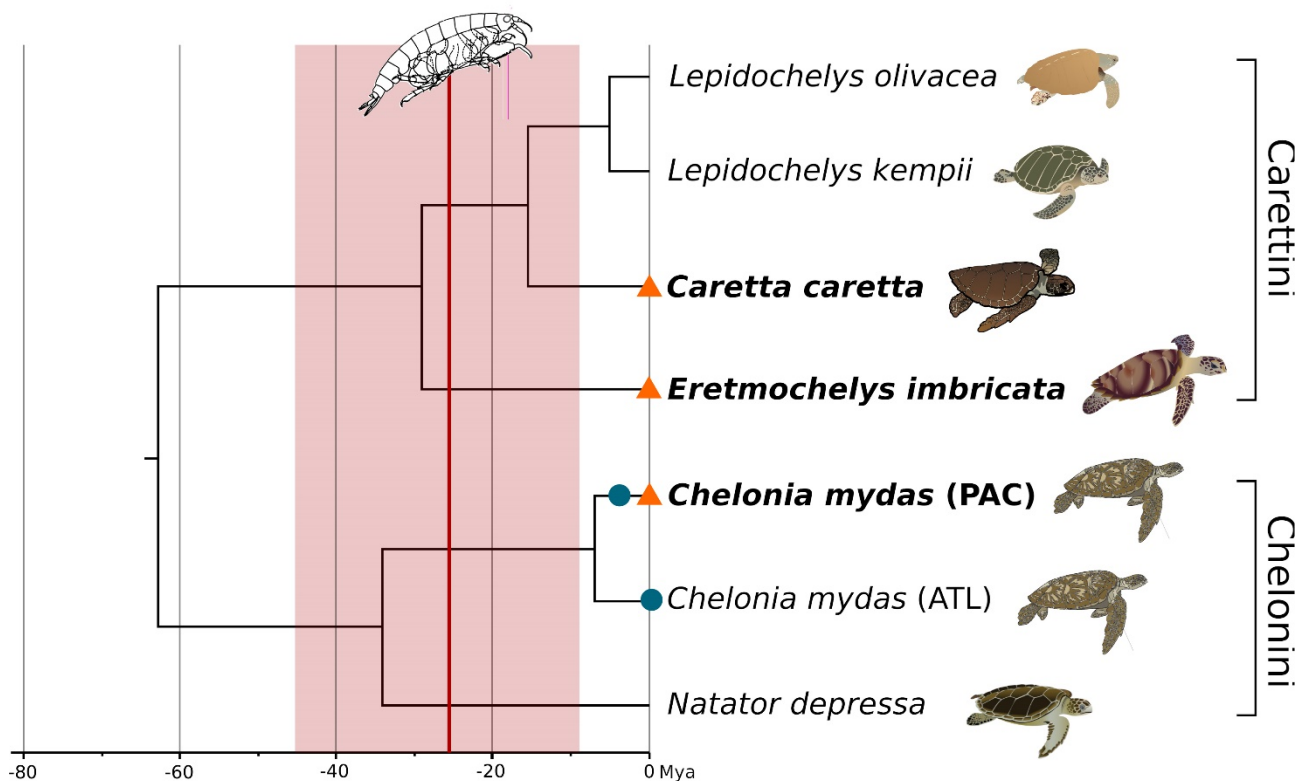 Lepidochelys olivacea
Lepidochelys kempii
Caretta caretta
Eretmochelys imbricata
Carettini
Chelonia mydas (PAC)
Chelonia mydas (ATL)
Natator depressa
Chelonini
-80 -60 -40 -20 0 Mya